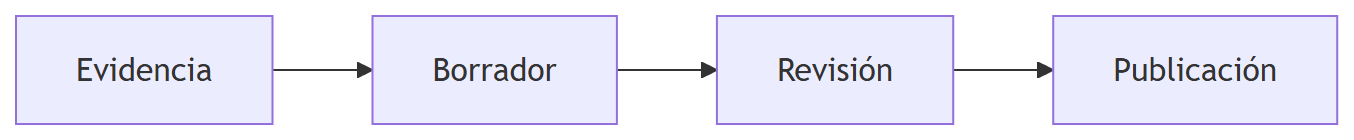 Evidencia
Borrador
Revisión
Publicación